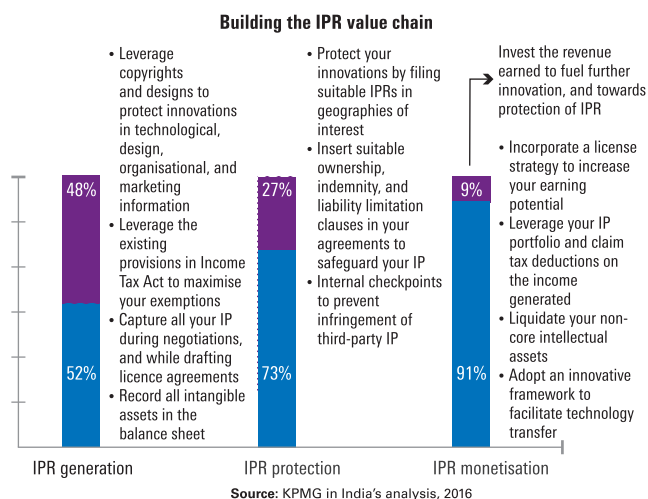 Building the IPR value chain
48%
52%
• Leverage
copyrights
and designs to
protect innovations
in technological,
design,
organisational, and
marketing
information
• Leverage the
existing
provisions in Income
Tax Act to maximise
your exemptions
• Capture all your IP
during negotiations,
and while drafting
licence agreements
• Record all intangible
assets in the
balance sheet
IPR generation
27%
73%
• Protect your
innovations by filing
suitable IPRs in
geographies of
interest
• Insert suitable
ownership,
indemnity, and
liability limitation
clauses in your
agreements to
safeguard your IP
• Internal checkpoints
to prevent
infringement of
third-party IP
IPR protection
9%
91%
Invest the revenue
earned to fuel further
innovation, and towards
protection of IPR
• Incorporate a license
strategy to increase
your earning
potential
• Leverage your IP
portfolio and claim
tax deductions on
the income
generated
• Liquidate your non-
core intellectual
assets
• Adopt an innovative
framework to
facilitate technology
transfer
IPR monetisation
Source: KPMG in India's analysis, 2016